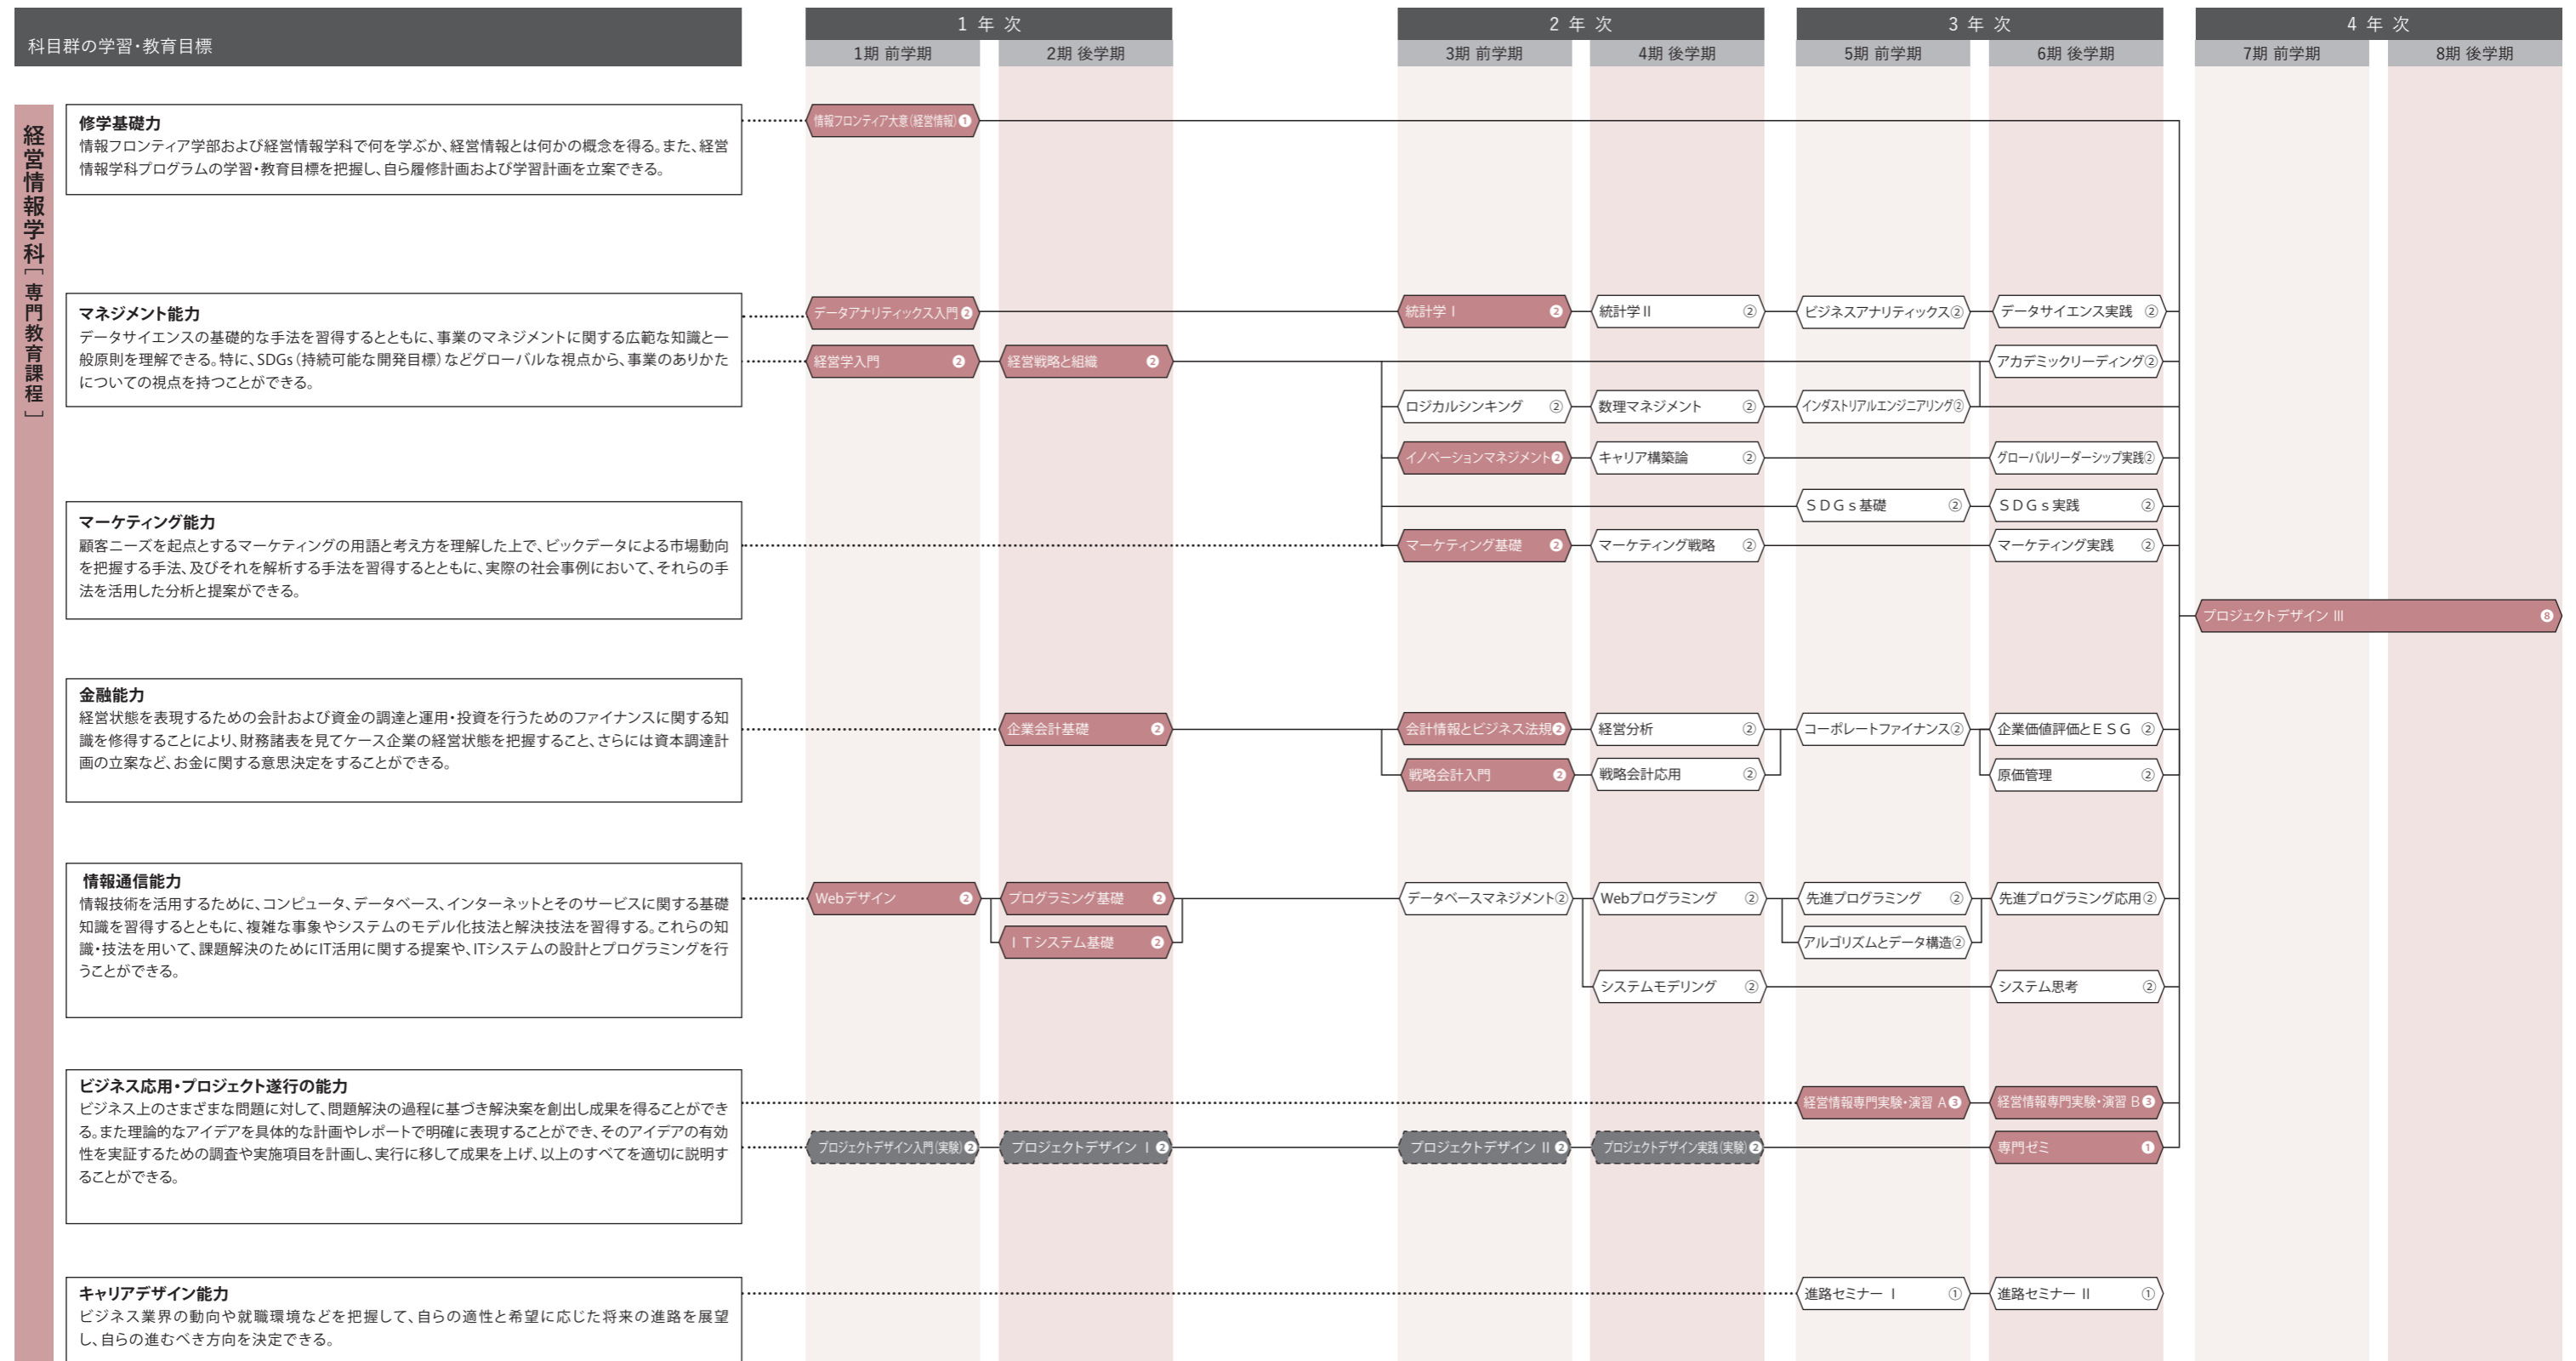 科目群の学習・教育目標
1 年 次
2 年 次
3 年 次
4 年 次
1期 前学期
2期 後学期
3期 前学期
4期 後学期
5期 前学期
6期 後学期
7期 前学期
8期 後学期
経営情報学科［専門教育課程］
修学基礎力
情報フロンティア学部および経営情報学科で何を学ぶか、経営情報とは何かの概念を得る。また、経営
情報学科プログラムの学習・教育目標を把握し、自ら履修計画および学習計画を立案できる。
情報フロンティア大意（経営情報）❶
マネジメント能力
データサイエンスの基礎的な手法を習得するとともに、事業のマネジメントに関する広範な知識と一
般原則を理解できる。特に、SDGs（持続可能な開発目標）などグローバルな視点から、事業のありかた
についての視点を持つことができる。
データアナリティックス入門❷
統計学Ⅰ ❷
統計学Ⅱ ②
ビジネスアナリティックス②
データサイエンス実践 ②
経営学入門 ❷
経営戦略と組織 ❷
アカデミックリーディング②
ロジカルシンキング ②
数理マネジメント ②
インダストリアルエンジニアリング②
イノベーションマネジメント❷
キャリア構築論 ②
グローバルリーダーシップ実践②
ＳＤＧｓ基礎 ②
ＳＤＧｓ実践 ②
マーケティング能力
顧客ニーズを起点とするマーケティングの用語と考え方を理解した上で、ビックデータによる市場動向
を把握する手法、及びそれを解析する手法を習得するとともに、実際の社会事例において、それらの手
法を活用した分析と提案ができる。
マーケティング基礎 ❷
マーケティング戦略 ②
マーケティング実践 ②
プロジェクトデザイン Ⅲ ❽
金融能力
経営状態を表現するための会計および資金の調達と運用・投資を行うためのファイナンスに関する知
識を修得することにより、財務諸表を見てケース企業の経営状態を把握すること、さらには資本調達計
画の立案など、お金に関する意思決定をすることができる。
企業会計基礎 ❷
会計情報とビジネス法規❷
経営分析 ②
コーポレートファイナンス②
企業価値評価とＥＳＧ ②
戦略会計入門 ❷
戦略会計応用 ②
原価管理 ②
情報通信能力
情報技術を活用するために、コンピュータ、データベース、インターネットとそのサービスに関する基礎
知識を習得するとともに、複雑な事象やシステムのモデル化技法と解決技法を習得する。これらの知
識・技法を用いて、課題解決のためにIT活用に関する提案や、ITシステムの設計とプログラミングを行
うことができる。
Webデザイン ❷
プログラミング基礎 ❷
データベースマネジメント②
Webプログラミング ②
先進プログラミング ②
先進プログラミング応用②
ＩＴシステム基礎 ❷
アルゴリズムとデータ構造②
システムモデリング ②
システム思考 ②
ビジネス応用・プロジェクト遂行の能力
ビジネス上のさまざまな問題に対して、問題解決の過程に基づき解決案を創出し成果を得ることができ
る。また理論的なアイデアを具体的な計画やレポートで明確に表現することができ、そのアイデアの有効
性を実証するための調査や実施項目を計画し、実行に移して成果を上げ、以上のすべてを適切に説明す
ることができる。
経営情報専門実験・演習 A❸
経営情報専門実験・演習 B❸
プロジェクトデザイン入門（実験）❷
プロジェクトデザイン Ⅰ❷
プロジェクトデザイン Ⅱ❷
プロジェクトデザイン実践（実験）❷
専門ゼミ ❶
キャリアデザイン能力
ビジネス業界の動向や就職環境などを把握して、自らの適性と希望に応じた将来の進路を展望
し、自らの進むべき方向を決定できる。
進路セミナー Ⅰ ①
進路セミナー Ⅱ ①